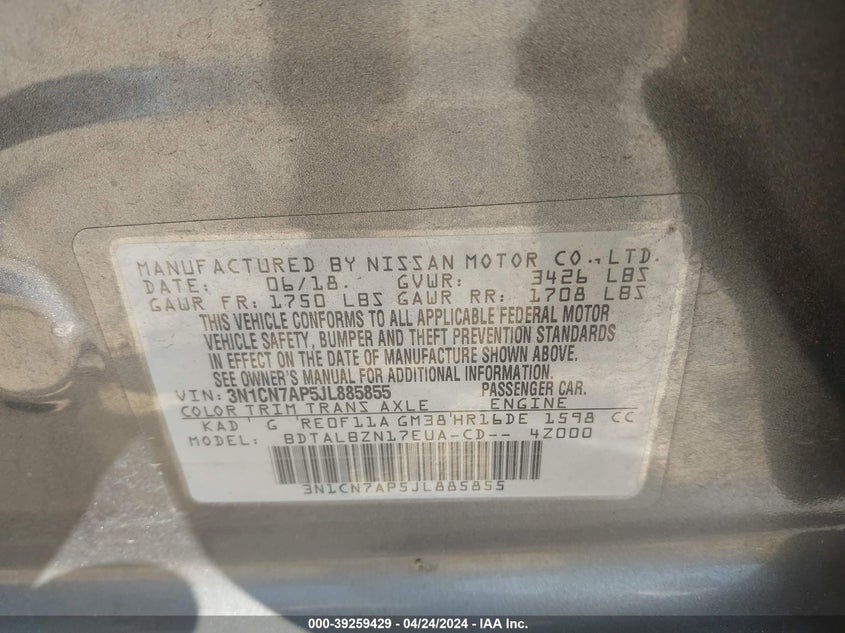 MANUFACTURED BY NISSAN MOTOR CO., LTD.
DATE: 06/18. GVWR: 3426 LBS
GAWR FR: 1750 LBS GAWR RR: 1708 LBS
THIS VEHICLE CONFORMS TO ALL APPLICABLE FEDERAL MOTOR
VEHICLE SAFETY, BUMPER AND THEFT PREVENTION STANDARDS
IN EFFECT ON THE DATE OF MANUFACTURE SHOWN ABOVE.
SEE OWNER'S MANUAL FOR ADDITIONAL INFORMATION.
VIN: 3N1CN7AP5JL885855 PASSENGER CAR.
COLOR TRIM TRANS AXLE ENGINE
KAD G RE0F11A GM38 HR16DE 1598 CC
MODEL: BDTALBZN17EUA-CD-- 4Z000
3N1CN7AP5JL885855
000-39259429 - 04/24/2024 - IAA Inc.